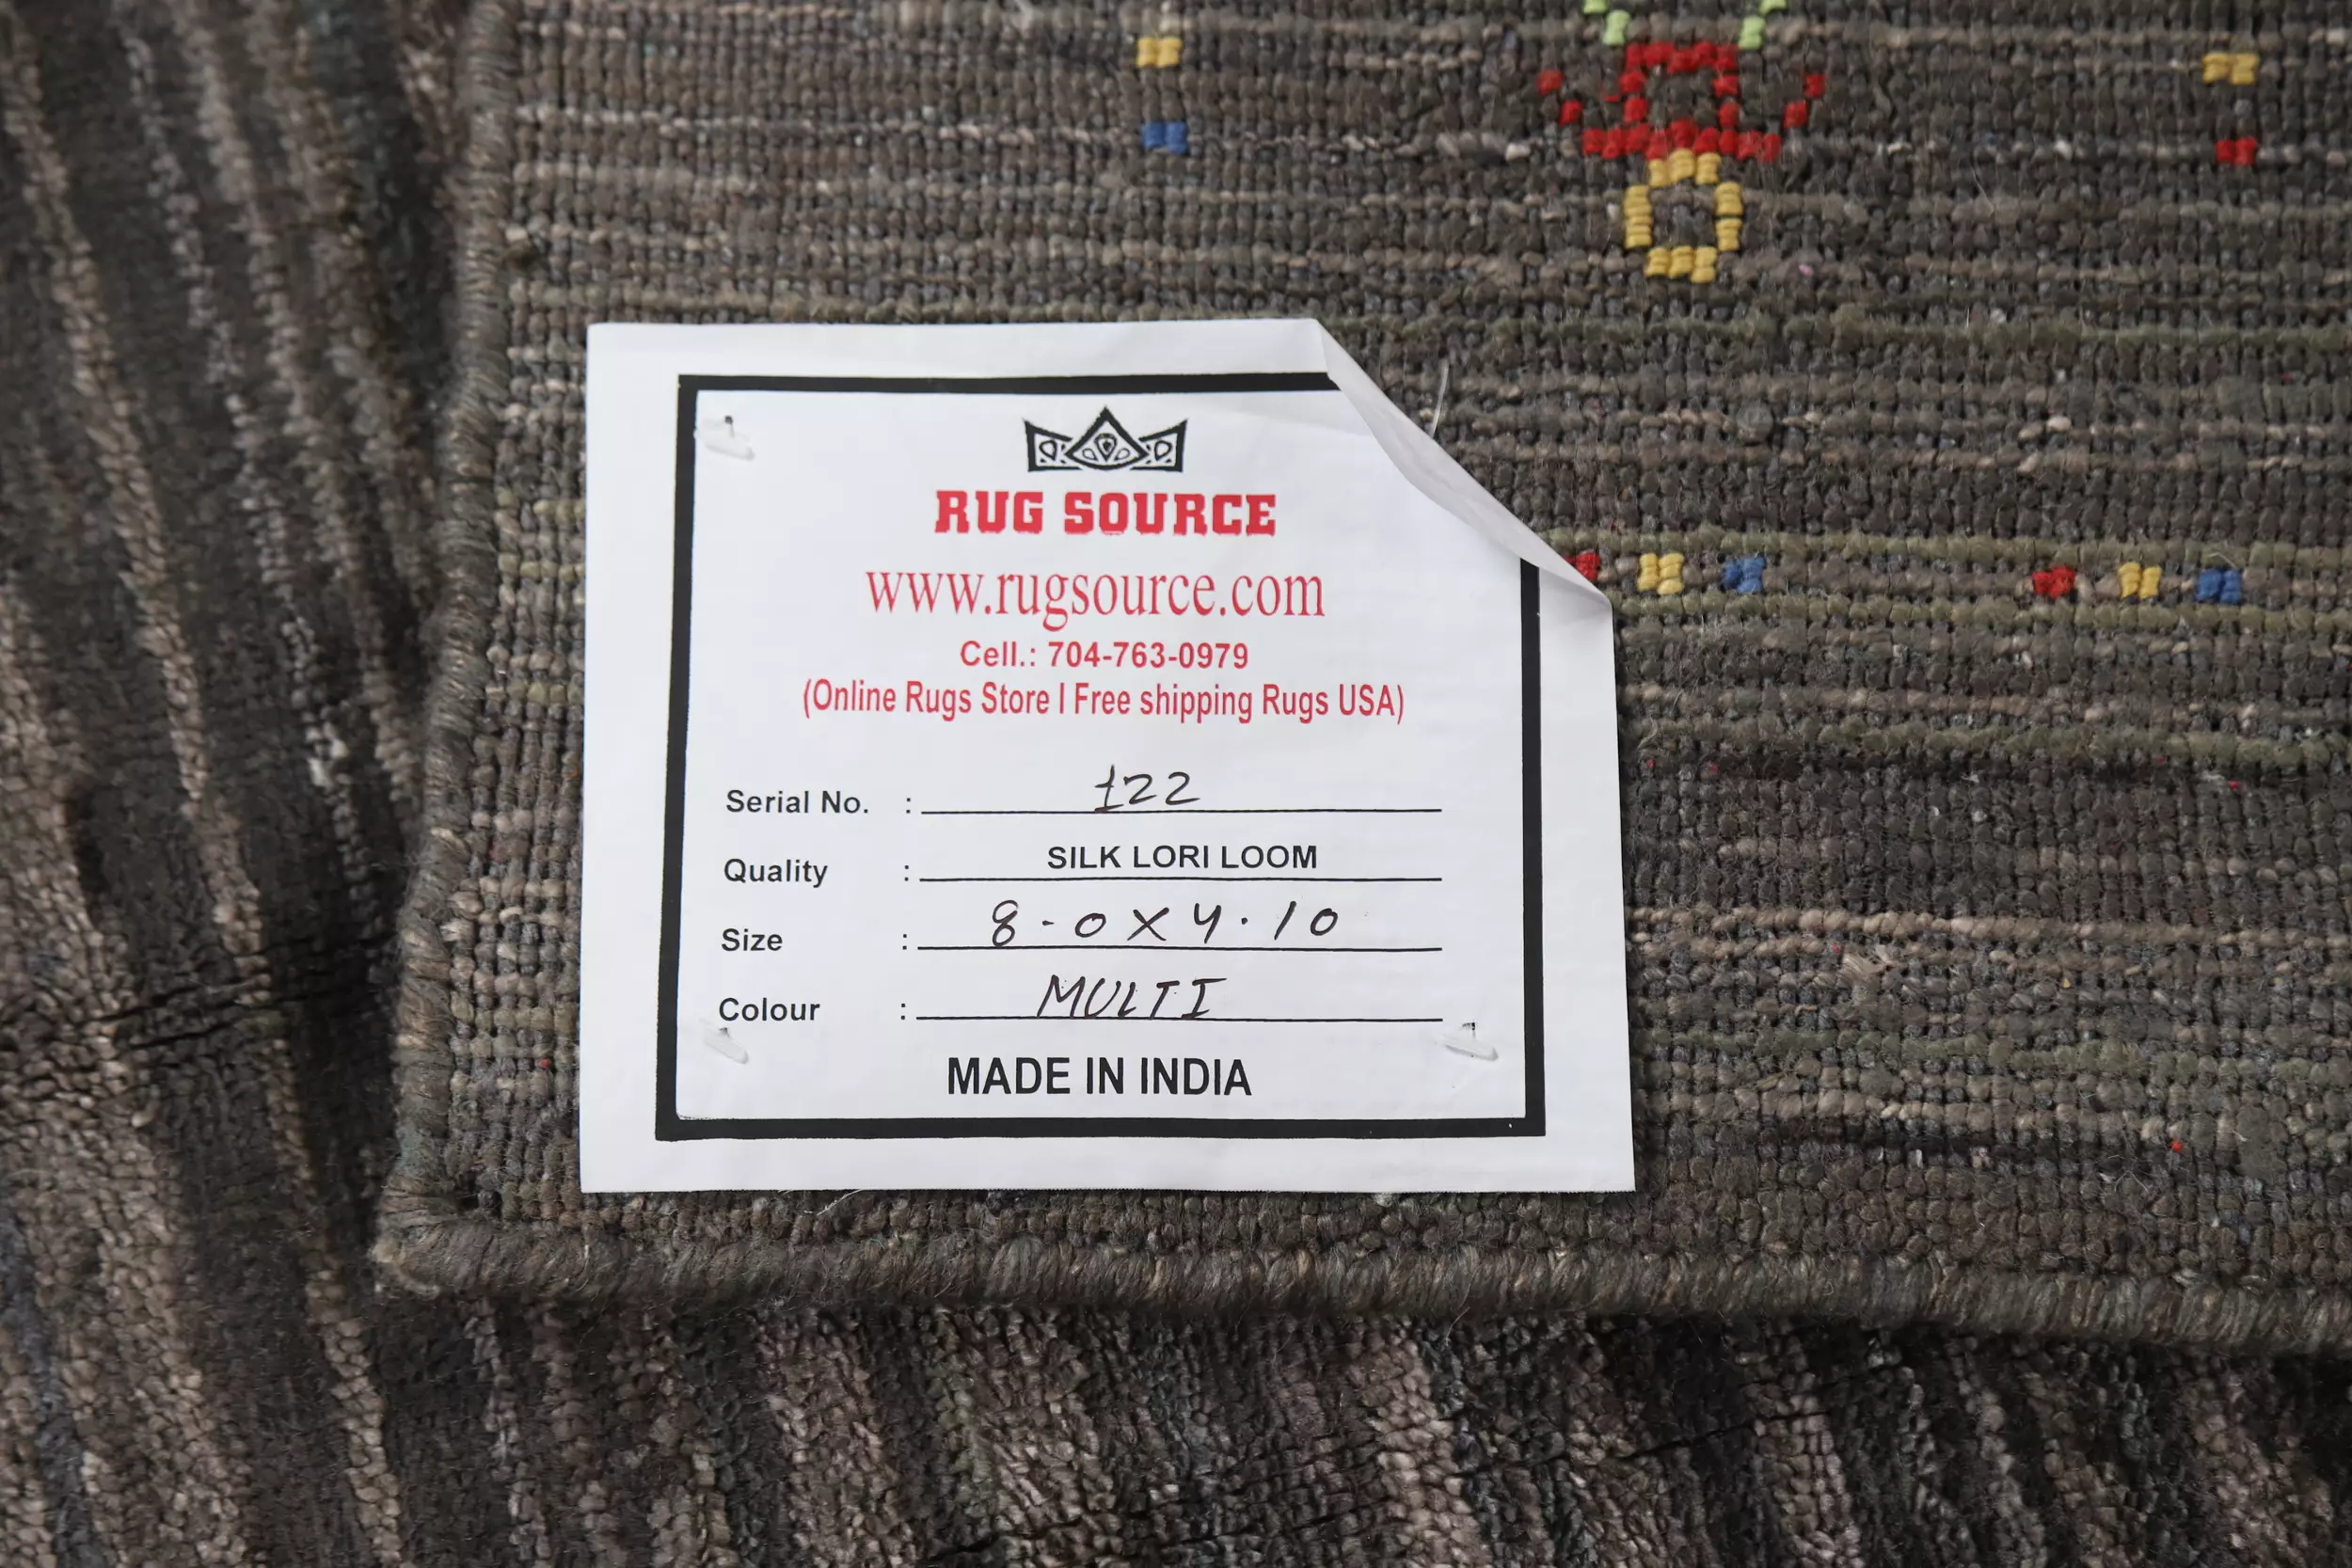 RUG SOURCE
www.rugsource.com
Cell.: 704-763-0979
(Online Rugs Store I Free shipping Rugs USA)
Serial No. : 122
Quality : SILK LORI LOOM
Size : 8-0X4.10
Colour : MULTI
MADE IN INDIA